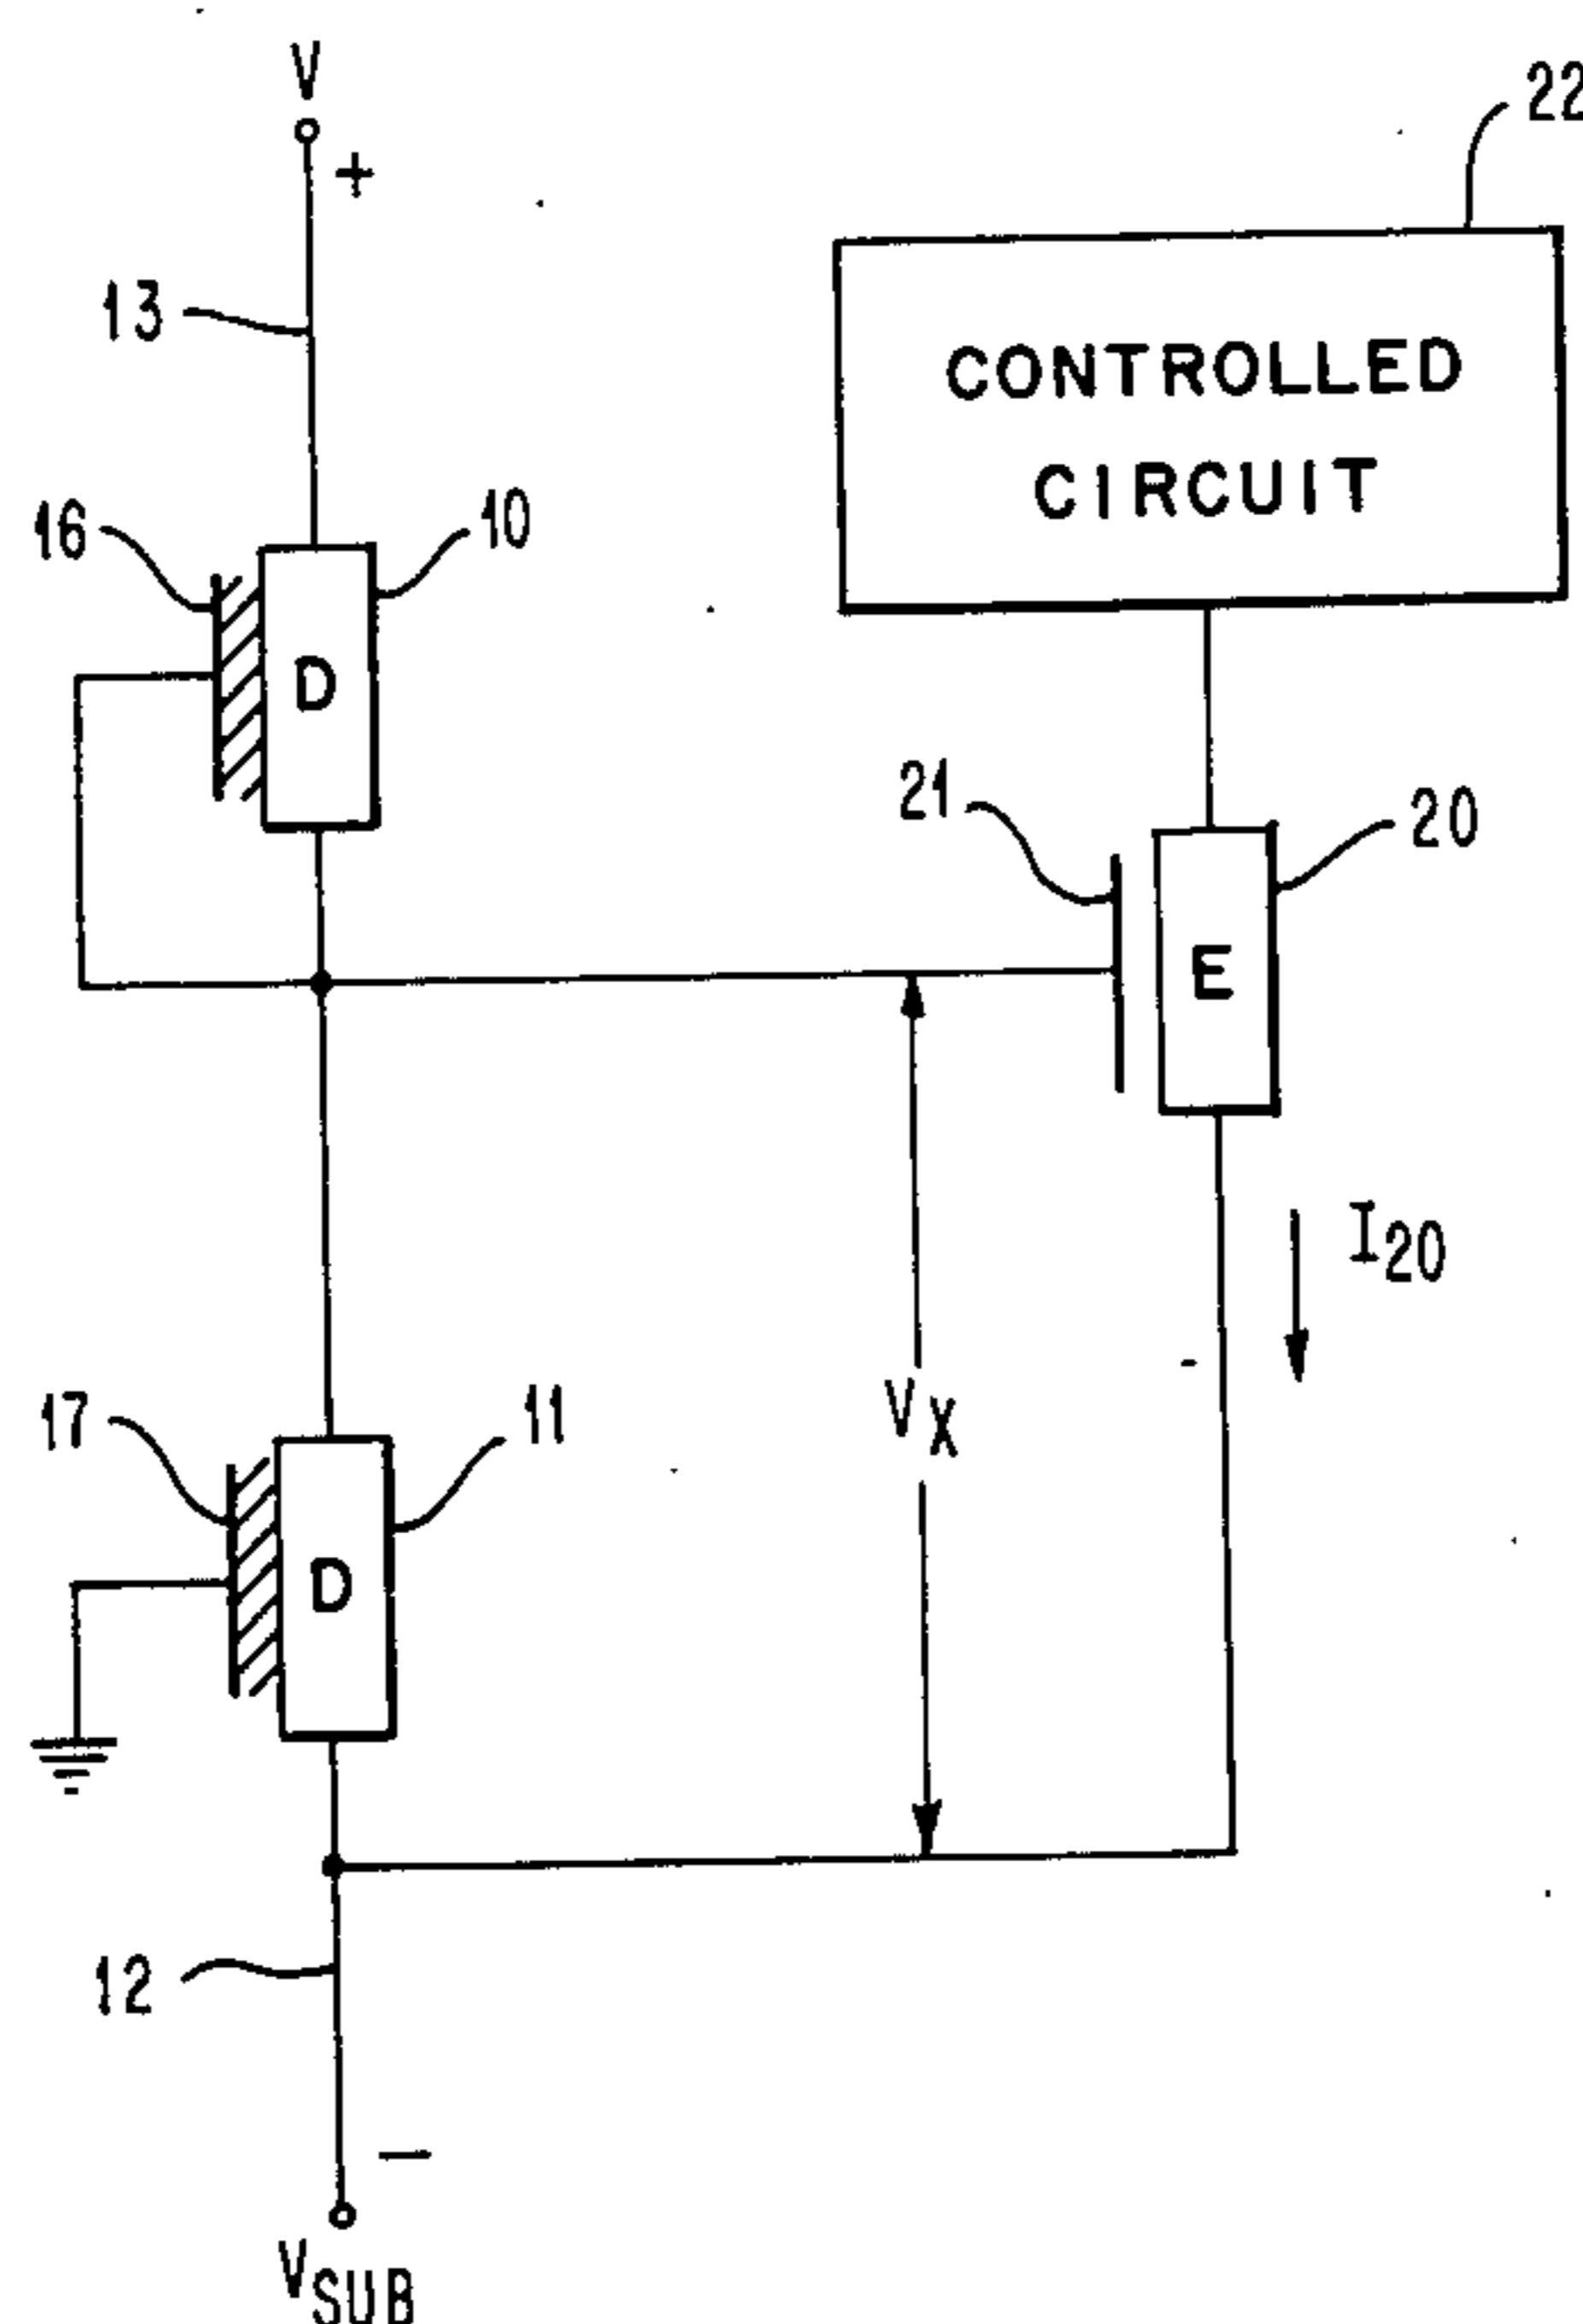 V
+
22
13
CONTROLLED
CIRCUIT
16
10
D
21
20
E
I20
17
11
VX
D
12
−
VSUB